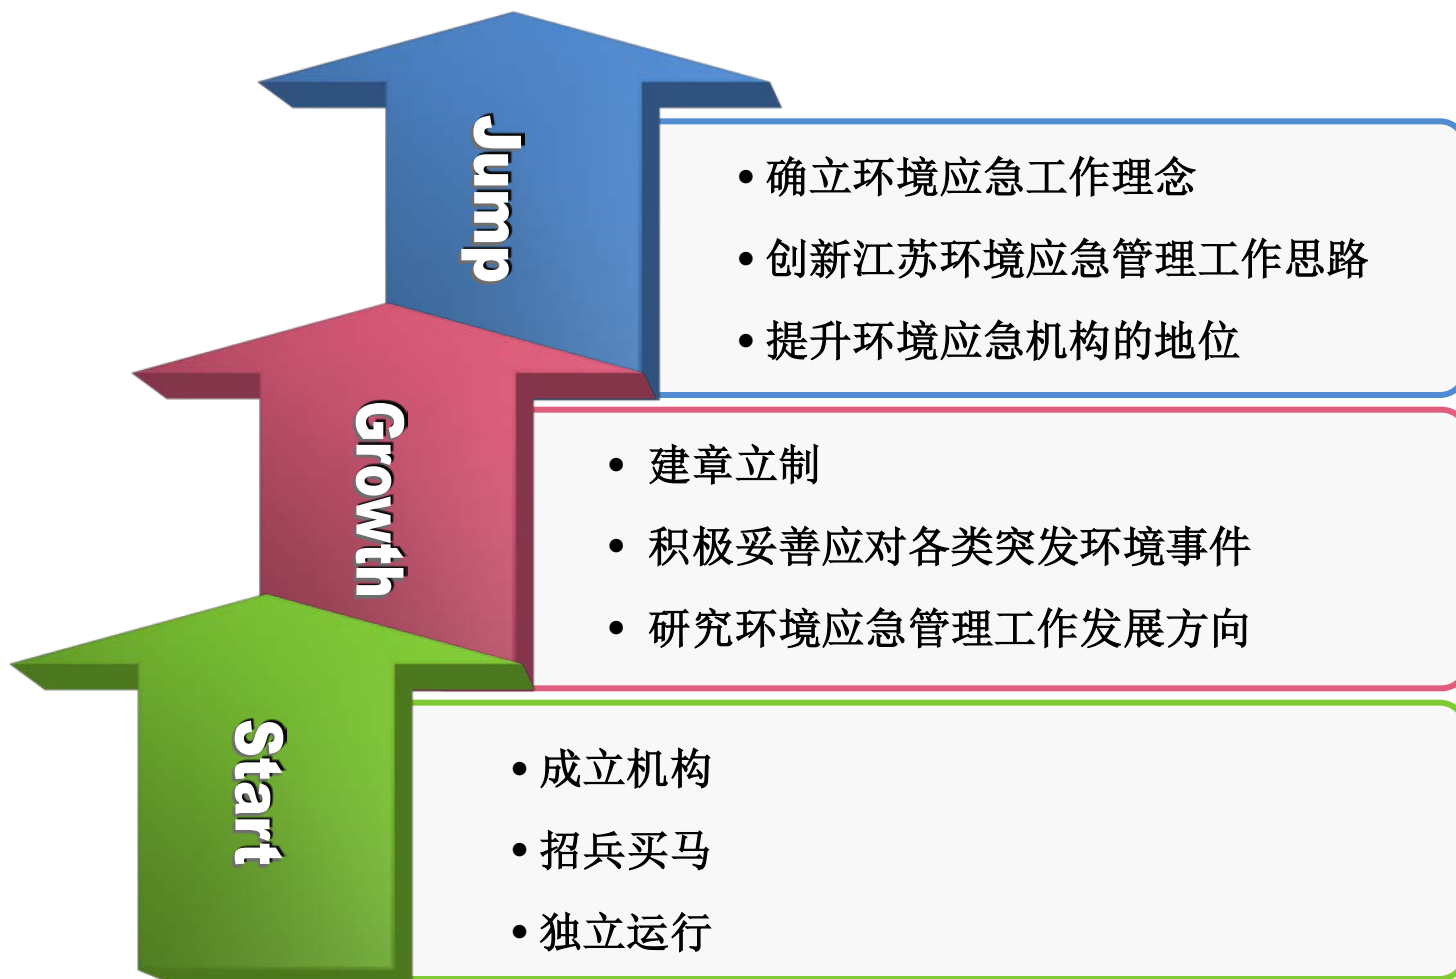 Jump
• 确立环境应急工作理念
• 创新江苏环境应急管理工作思路
• 提升环境应急机构的地位
Growth
• 建章立制
• 积极妥善应对各类突发环境事件
• 研究环境应急管理工作发展方向
Start
• 成立机构
• 招兵买马
• 独立运行